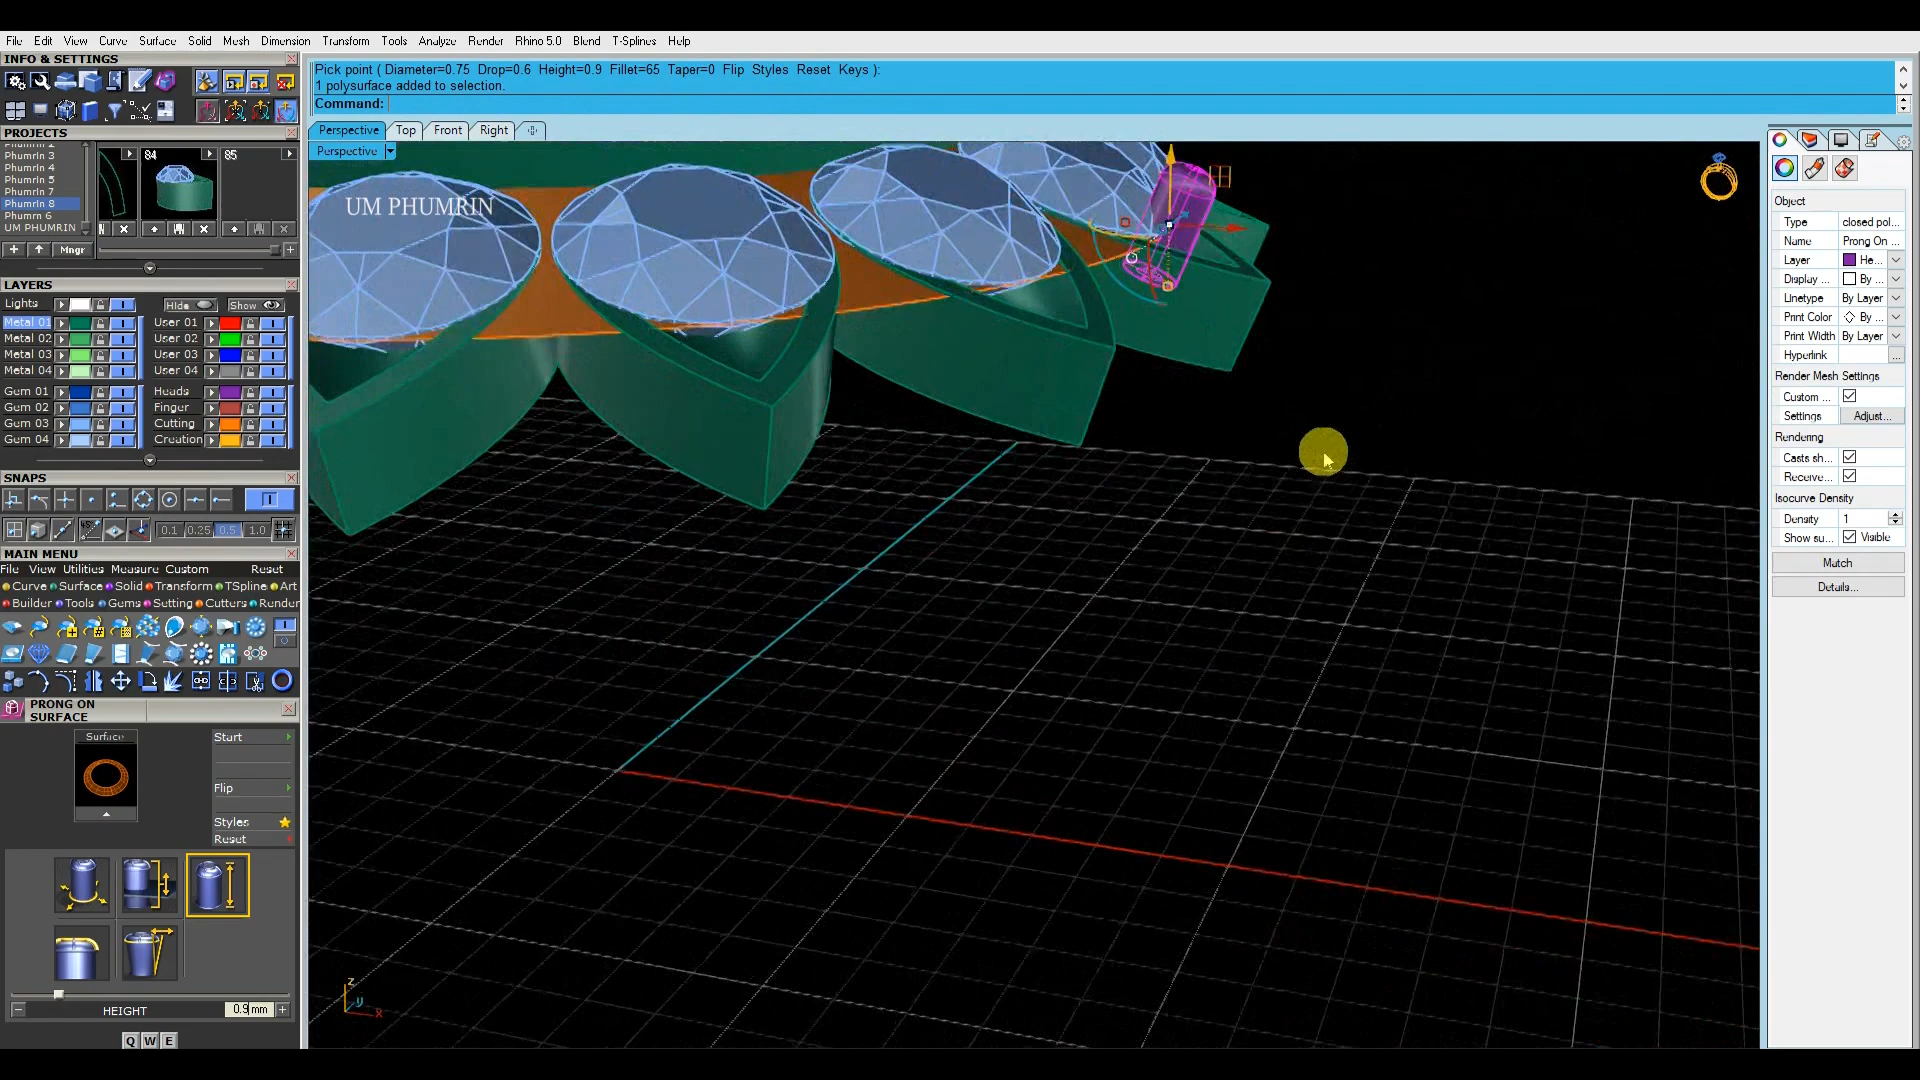 File Edit View Curve Surface Solid Mesh Dimension Transform Tools Analyze Render Rhino 5.0 Blend T-Splines Help
INFO & SETTINGS
Pick point ( Diameter=0.75 Drop=0.6 Height=0.9 Fillet=65 Taper=0 Flip Styles Reset Keys ):
1 polysurface added to selection.
Command:
PROJECTS
Perspective Top Front Right
Perspective
Phumrin 3
Phumrin 4
Phumrin 5
Phumrin 7
Phumrin 8
Phumrn 6
UM PHUMRIN
84 85
Mngr
UM PHUMRIN
LAYERS
Lights Hide Show
Metal 01 User 01
Metal 02 User 02
Metal 03 User 03
Metal 04 User 04
Gem 01 Heads
Gem 02 Finger
Gem 03 Cutting
Gem 04 Creation
SNAPS
0.1 0.25 0.5 1.0
MAIN MENU
File View Utilities Measure Custom Reset
Curve Surface Solid Transform TSpline Art
Builder Tools Gems Setting Cutters Render
PRONG ON
SURFACE
Surface
Start
Flip
Styles
Reset
HEIGHT 0.9 mm
Q W E
z
y
x
Object
Type closed pol...
Name Prong On ...
Layer He...
Display ... By ...
Linetype By Layer
Print Color By ...
Print Width By Layer
Hyperlink ...
Render Mesh Settings
Custom ...
Settings Adjust...
Rendering
Casts sh...
Receive...
Isocurve Density
Density 1
Show su... Visible
Match
Details...